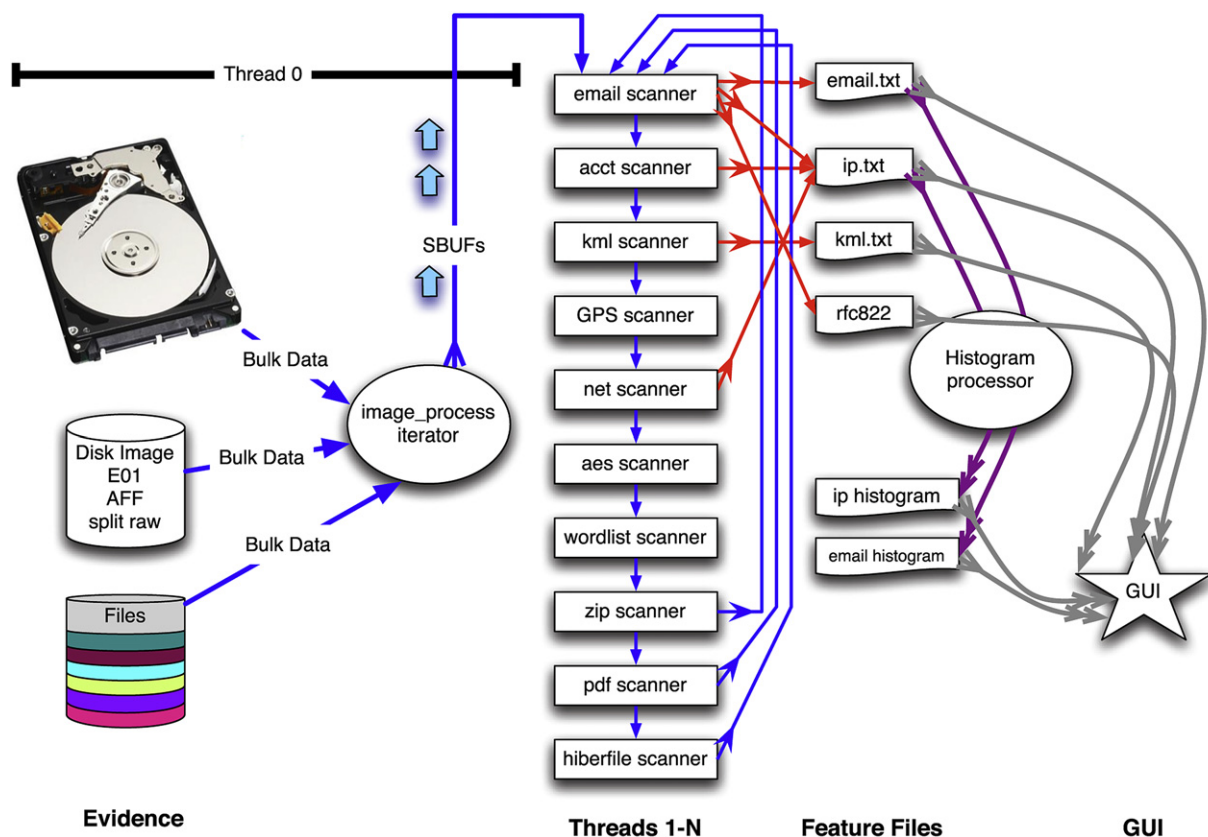 Thread 0
Bulk Data
Disk Image
E01
AFF
split raw
Bulk Data
Files
Bulk Data
image_process
iterator
SBUFs
email scanner
acct scanner
kml scanner
GPS scanner
net scanner
aes scanner
wordlist scanner
zip scanner
pdf scanner
hiberfile scanner
email.txt
ip.txt
kml.txt
rfc822
Histogram
processor
ip histogram
email histogram
GUI
Evidence
Threads 1-N
Feature Files
GUI